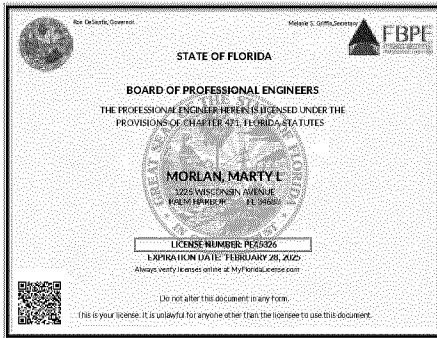 Ron DeSantis, Governor
Melanie S. Griffin, Secretary
FBPE
STATE OF FLORIDA
BOARD OF PROFESSIONAL ENGINEERS
THE PROFESSIONAL ENGINEER HEREIN IS LICENSED UNDER THE
PROVISIONS OF CHAPTER 471, FLORIDA STATUTES
MORLAN, MARTY L
1225 WISCONSIN AVENUE
PALM HARBOR FL 34683
LICENSE NUMBER: PE45326
EXPIRATION DATE: FEBRUARY 28, 2025
Always verify licenses online at MyFloridaLicense.com
Do not alter this document in any form.
This is your license. It is unlawful for anyone other than the licensee to use this document.